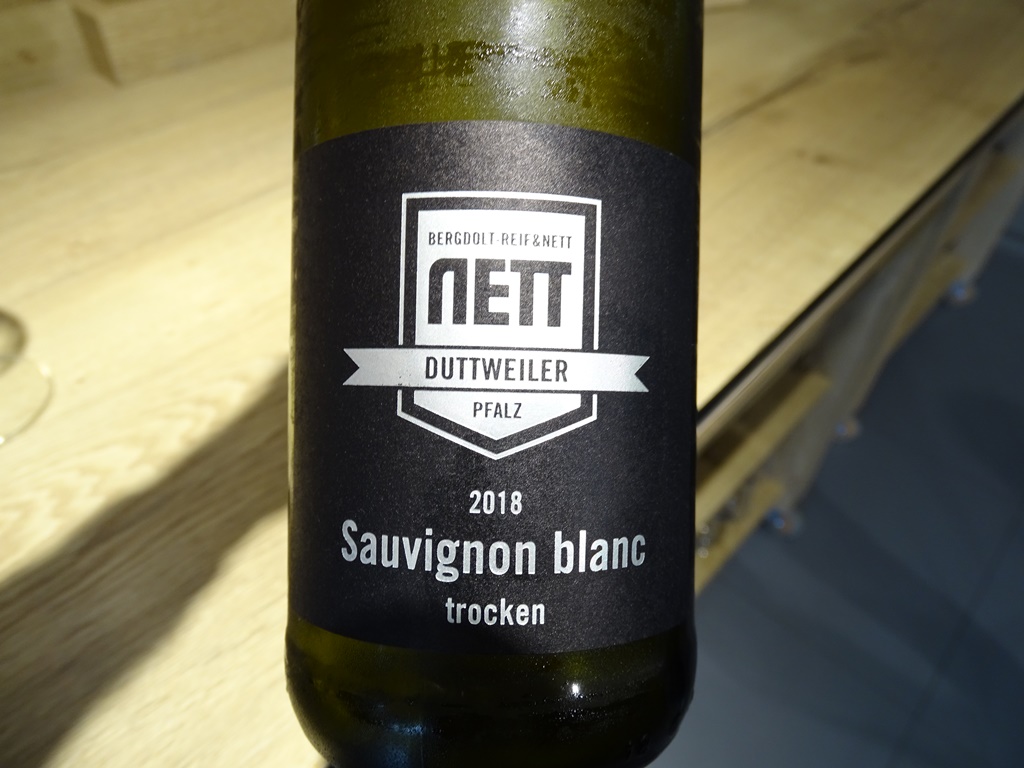 BERGDOLT-REIF&NETT
NETT
DUTTWEILER
PFALZ
2018
Sauvignon blanc
trocken